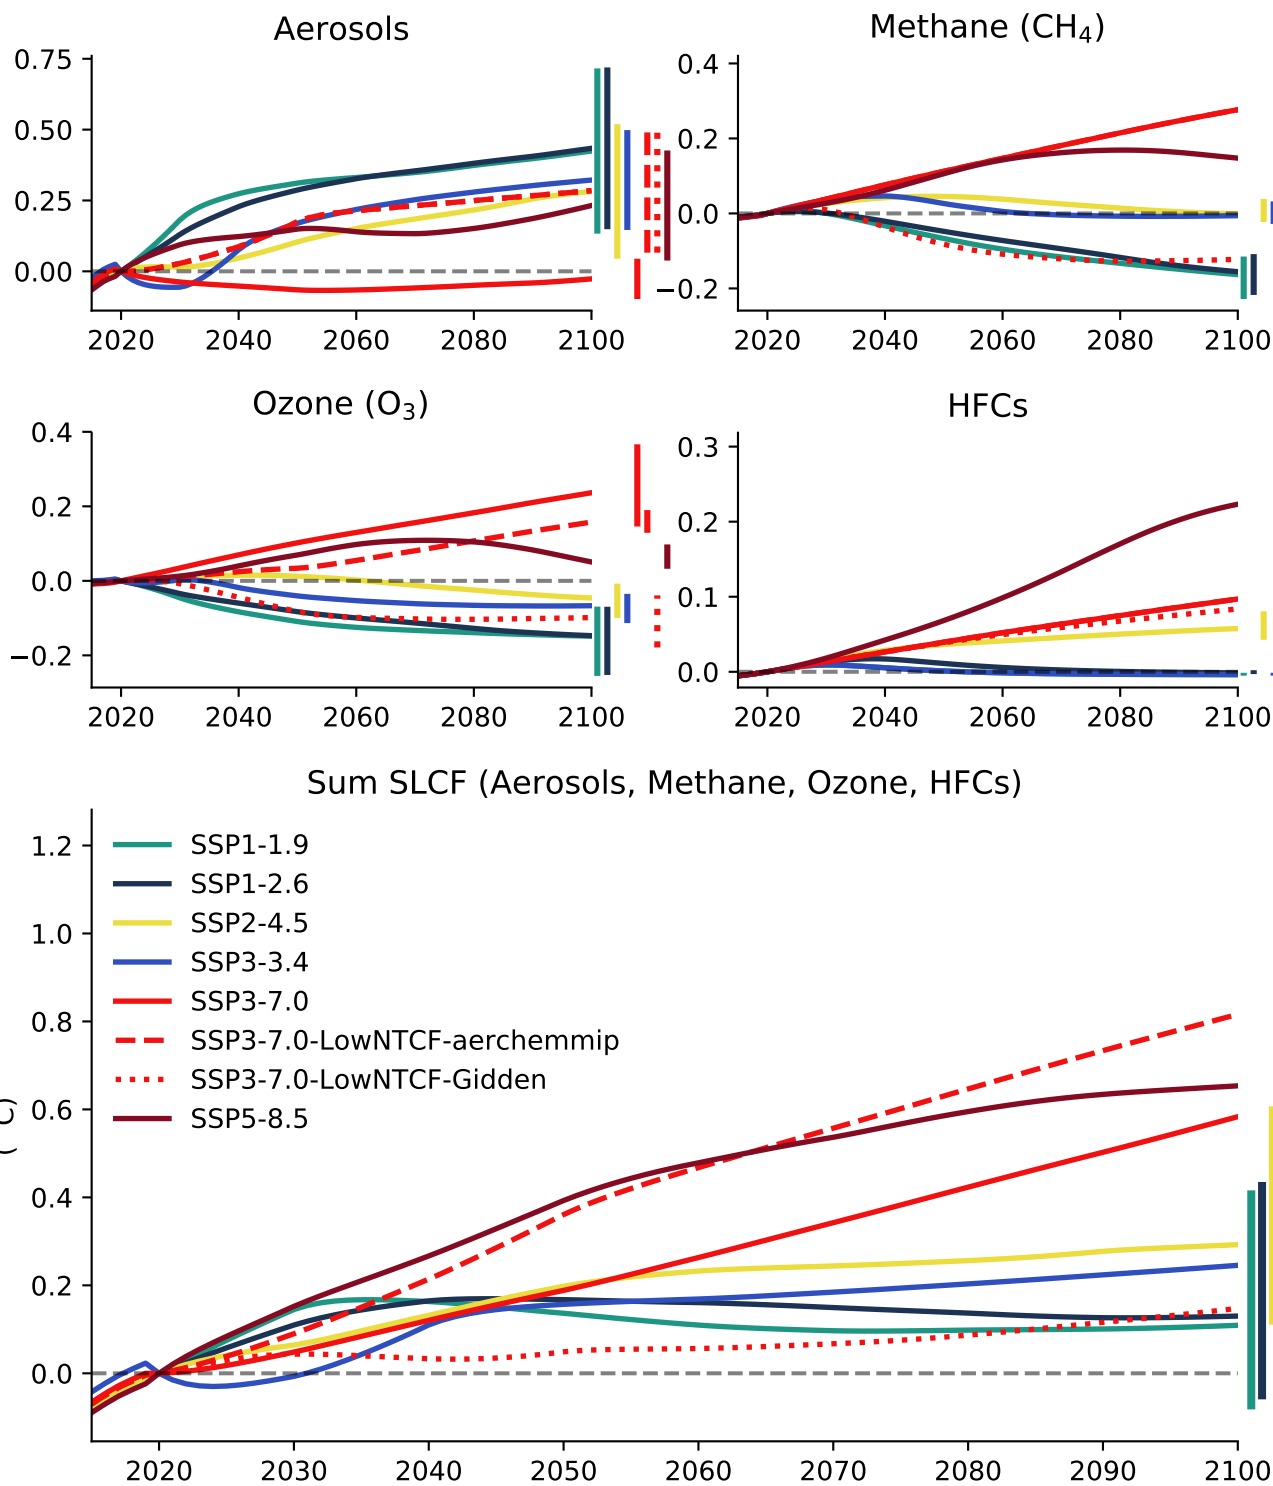 Aerosols
0.75
0.50
0.25
0.00
2020 2040 2060 2080 2100
Methane (CH₄)
0.4
0.2
0.0
−0.2
2020 2040 2060 2080 2100
Ozone (O₃)
0.4
0.2
0.0
−0.2
2020 2040 2060 2080 2100
HFCs
0.3
0.2
0.1
0.0
2020 2040 2060 2080 2100
Sum SLCF (Aerosols, Methane, Ozone, HFCs)
1.2
1.0
0.8
0.6
0.4
0.2
0.0
SSP1-1.9
SSP1-2.6
SSP2-4.5
SSP3-3.4
SSP3-7.0
SSP3-7.0-LowNTCF-aerchemmip
SSP3-7.0-LowNTCF-Gidden
SSP5-8.5
2020 2030 2040 2050 2060 2070 2080 2090 2100